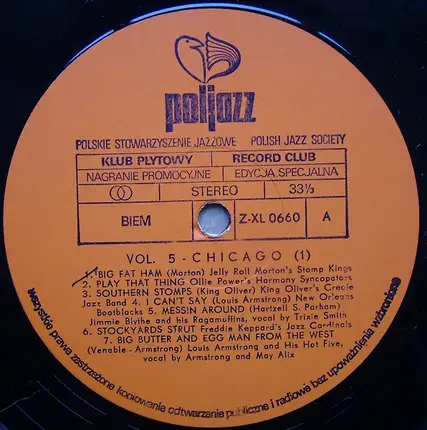 poljazz
POLSKIE STOWARZYSZENIE JAZZOWE POLISH JAZZ SOCIETY
KLUB PŁYTOWY RECORD CLUB
NAGRANIE PROMOCYJNE EDYCJA SPECJALNA
STEREO 33⅓
BIEM Z-XL 0660 A
VOL. 5 - CHICAGO (1)
1. BIG FAT HAM (Morton) Jelly Roll Morton's Stomp Kings
2. PLAY THAT THING Ollie Power's Harmony Syncopators
3. SOUTHERN STOMPS (King Oliver) King Oliver's Creole
Jazz Band 4. I CAN'T SAY (Louis Armstrong) New Orleans
Bootblacks 5. MESSIN AROUND (Hartzell S. Parham)
Jimmie Blythe and his Ragamuffins, vocal by Trixie Smith
6. STOCKYARDS STRUT Freddie Keppard's Jazz Cardinals
7. BIG BUTTER AND EGG MAN FROM THE WEST
(Venable-Armstrong) Louis Armstrong and His Hot Five,
vocal by Armstrong and May Alix
Wszystkie prawa zastrzeżone kopiowanie odtwarzanie publiczne i radiowe bez upoważnienia wzbronione